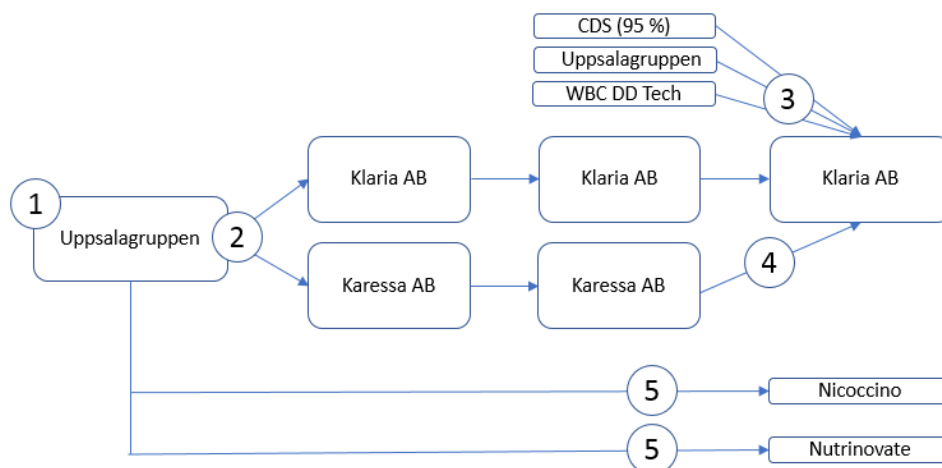 CDS (95 %)
Uppsalagruppen
WBC DD Tech
3
Klaria AB
Klaria AB
Klaria AB
1
Uppsalagruppen
2
Karessa AB
Karessa AB
4
5
Nicoccino
5
Nutrinovate